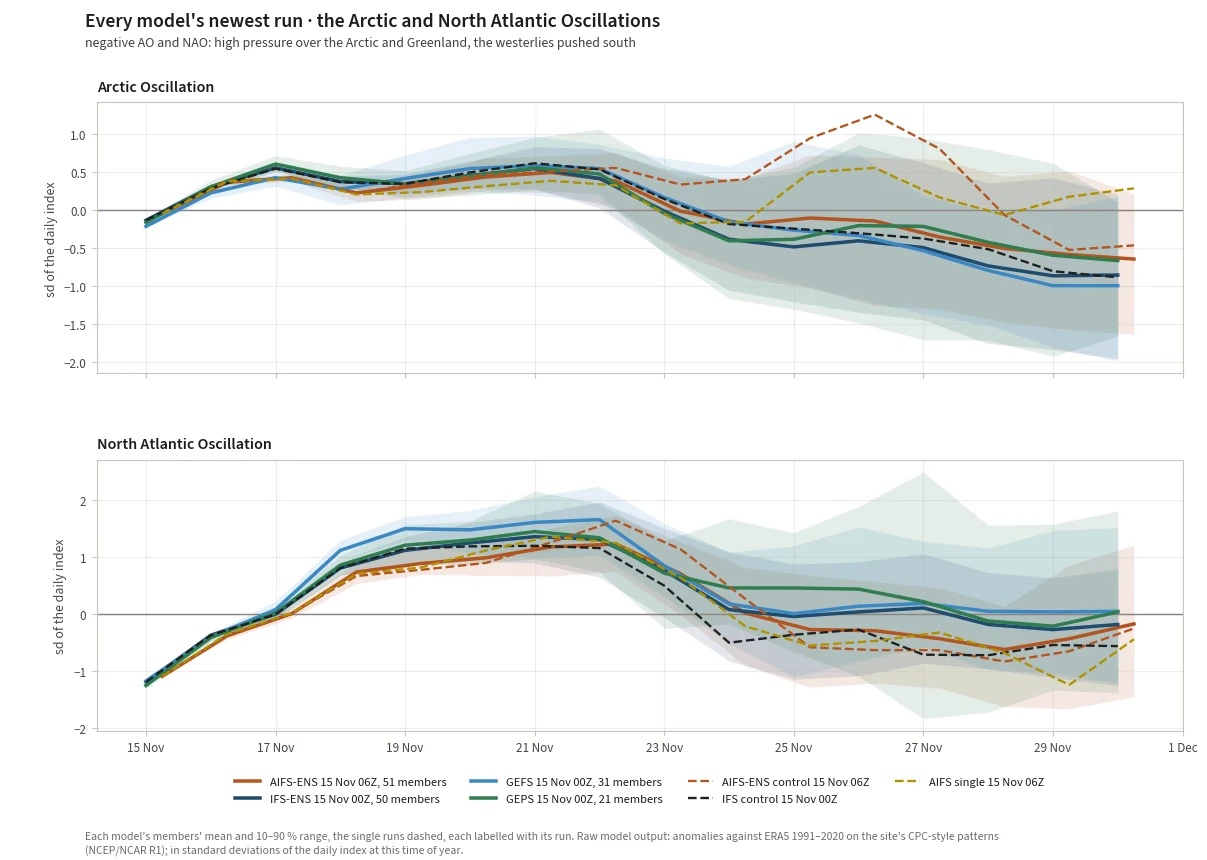 Every model's newest run · the Arctic and North Atlantic Oscillations
negative AO and NAO: high pressure over the Arctic and Greenland, the westerlies pushed south
Arctic Oscillation
sd of the daily index
1.0
0.5
0.0
−0.5
−1.0
−1.5
−2.0
North Atlantic Oscillation
sd of the daily index
2
1
0
−1
−2
15 Nov 17 Nov 19 Nov 21 Nov 23 Nov 25 Nov 27 Nov 29 Nov 1 Dec
AIFS-ENS 15 Nov 06Z, 51 members GEFS 15 Nov 00Z, 31 members AIFS-ENS control 15 Nov 06Z AIFS single 15 Nov 06Z
IFS-ENS 15 Nov 00Z, 50 members GEPS 15 Nov 00Z, 21 members IFS control 15 Nov 00Z
Each model's members' mean and 10–90 % range, the single runs dashed, each labelled with its run. Raw model output: anomalies against ERA5 1991–2020 on the site's CPC-style patterns
(NCEP/NCAR R1); in standard deviations of the daily index at this time of year.